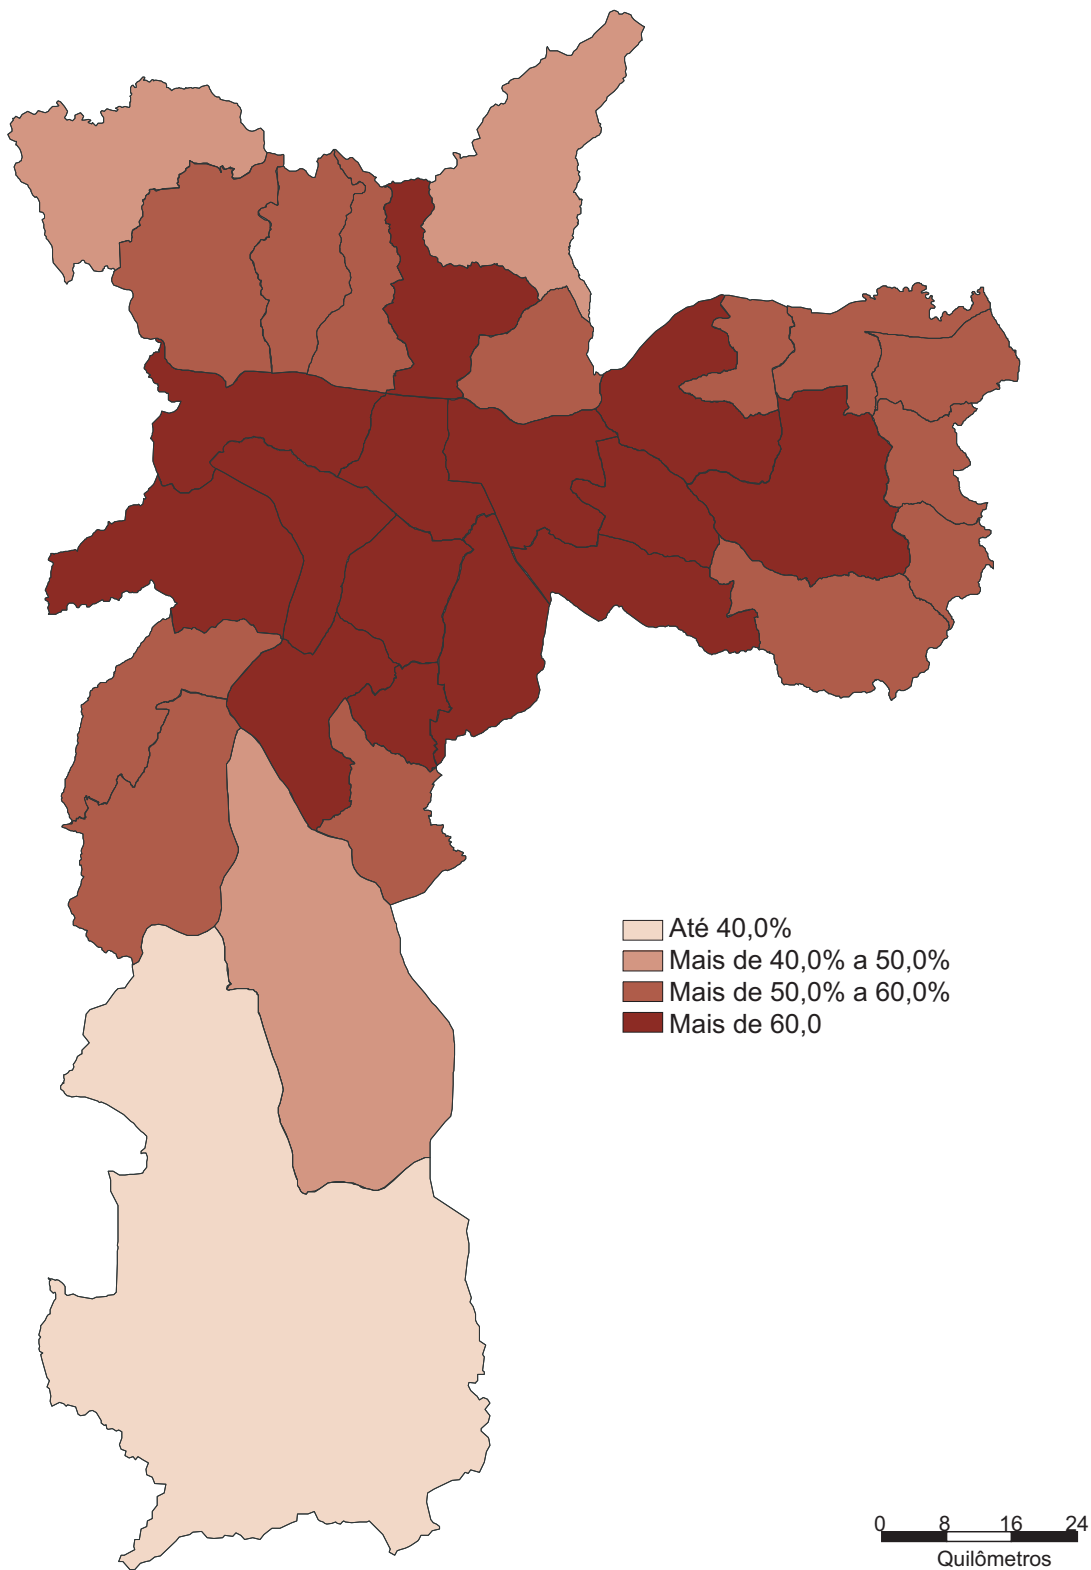 Até 40,0%
Mais de 40,0% a 50,0%
Mais de 50,0% a 60,0%
Mais de 60,0
0 8 16 24
Quilômetros